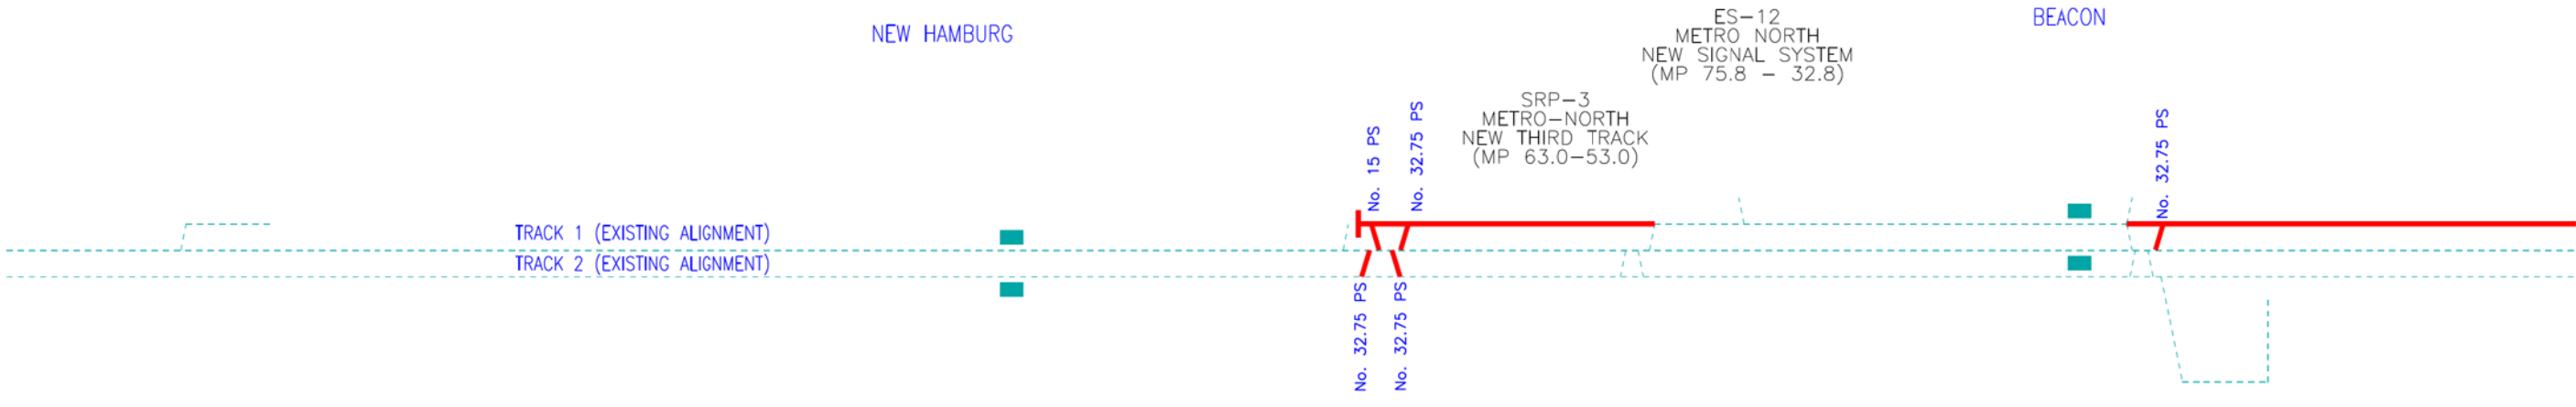 NEW HAMBURG
ES-12
METRO NORTH
NEW SIGNAL SYSTEM
(MP 75.8 - 32.8)
BEACON
SRP-3
METRO-NORTH
NEW THIRD TRACK
(MP 63.0-53.0)
No. 15 PS
No. 32.75 PS
No. 32.75 PS
TRACK 1 (EXISTING ALIGNMENT)
TRACK 2 (EXISTING ALIGNMENT)
No. 32.75 PS
No. 32.75 PS